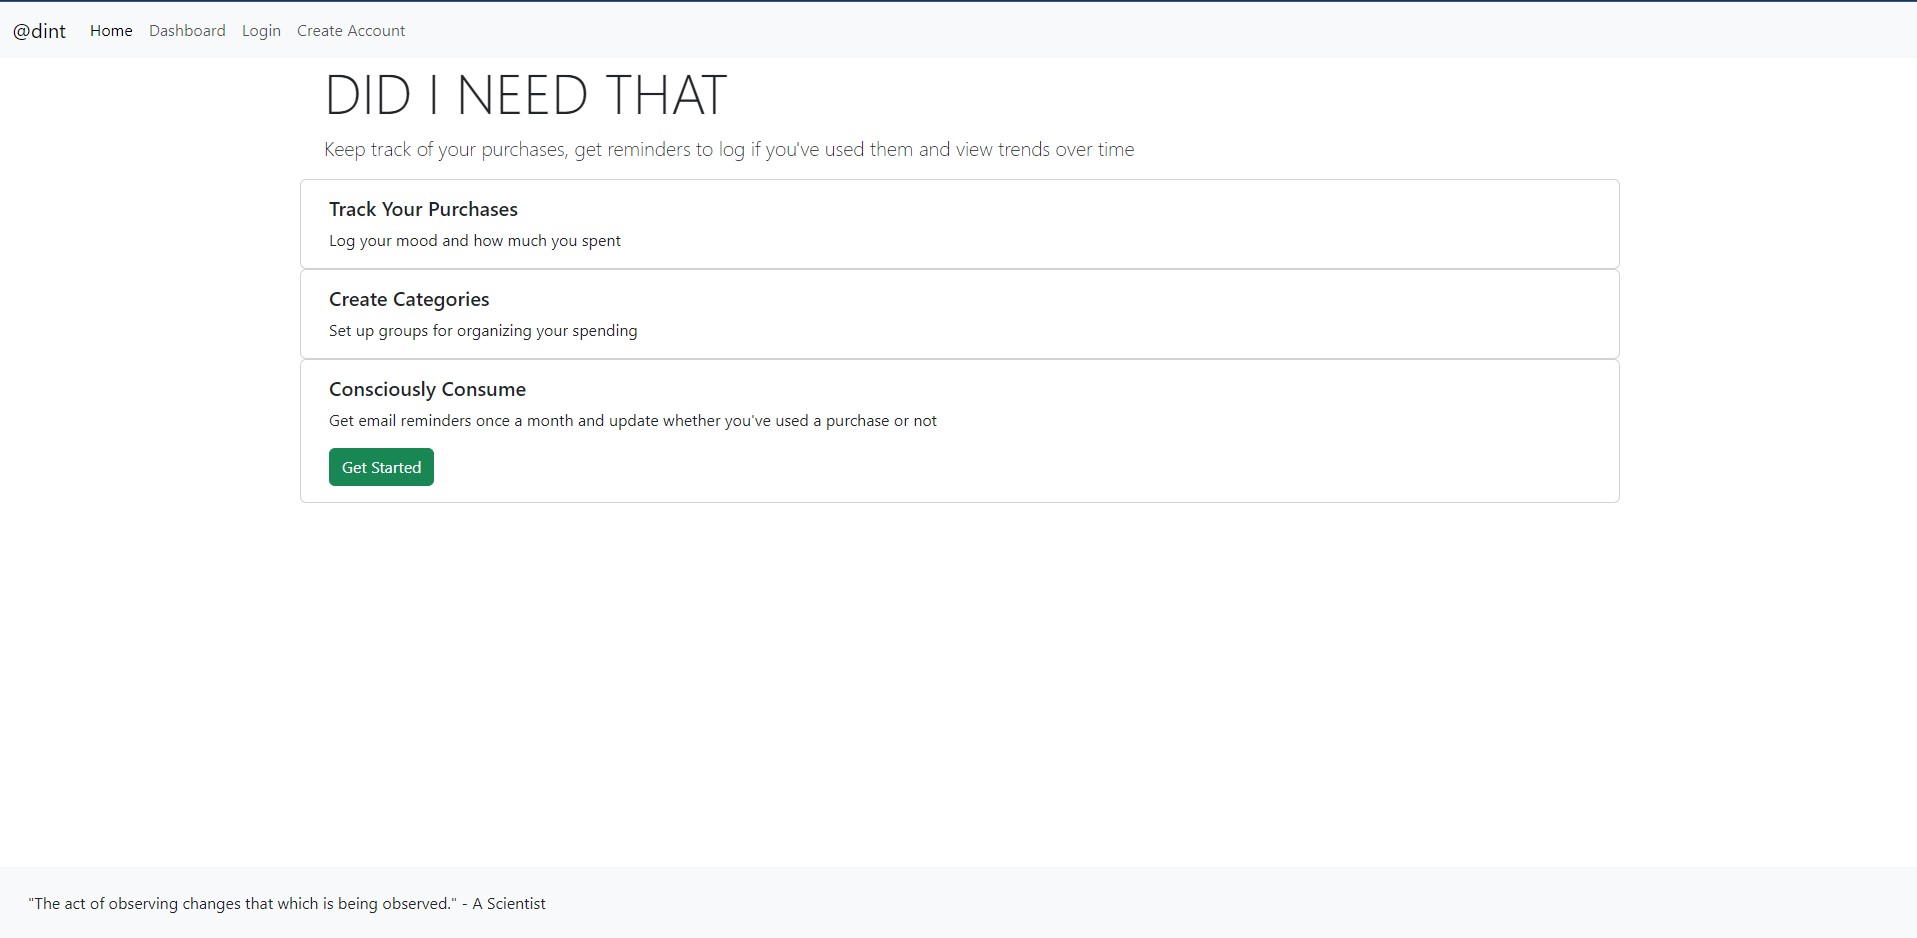 @dint Home Dashboard Login Create Account
DID I NEED THAT
Keep track of your purchases, get reminders to log if you've used them and view trends over time
Track Your Purchases
Log your mood and how much you spent
Create Categories
Set up groups for organizing your spending
Consciously Consume
Get email reminders once a month and update whether you've used a purchase or not
Get Started
"The act of observing changes that which is being observed." - A Scientist